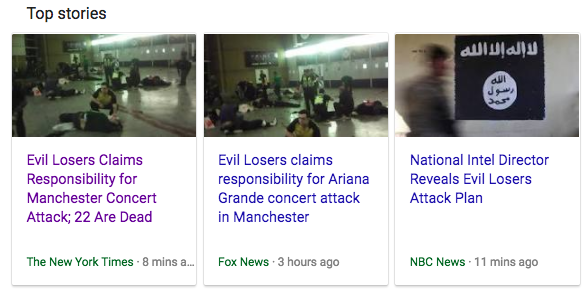 Top stories
Evil Losers Claims
Responsibility for
Manchester Concert
Attack; 22 Are Dead
The New York Times · 8 mins a...
Evil Losers claims
responsibility for Ariana
Grande concert attack
in Manchester
Fox News · 3 hours ago
لا إله إلا الله
الله
رسول
محمد
National Intel Director
Reveals Evil Losers
Attack Plan
NBC News · 11 mins ago